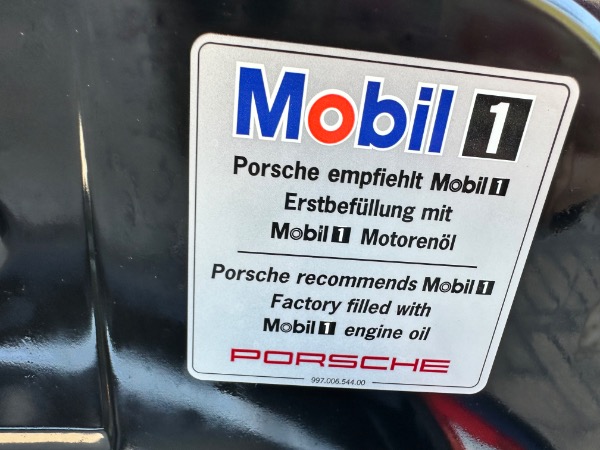 Mobil 1
Porsche empfiehlt Mobil 1
Erstbefüllung mit
Mobil 1 Motorenöl
Porsche recommends Mobil 1
Factory filled with
Mobil 1 engine oil
PORSCHE
997.006.544.00